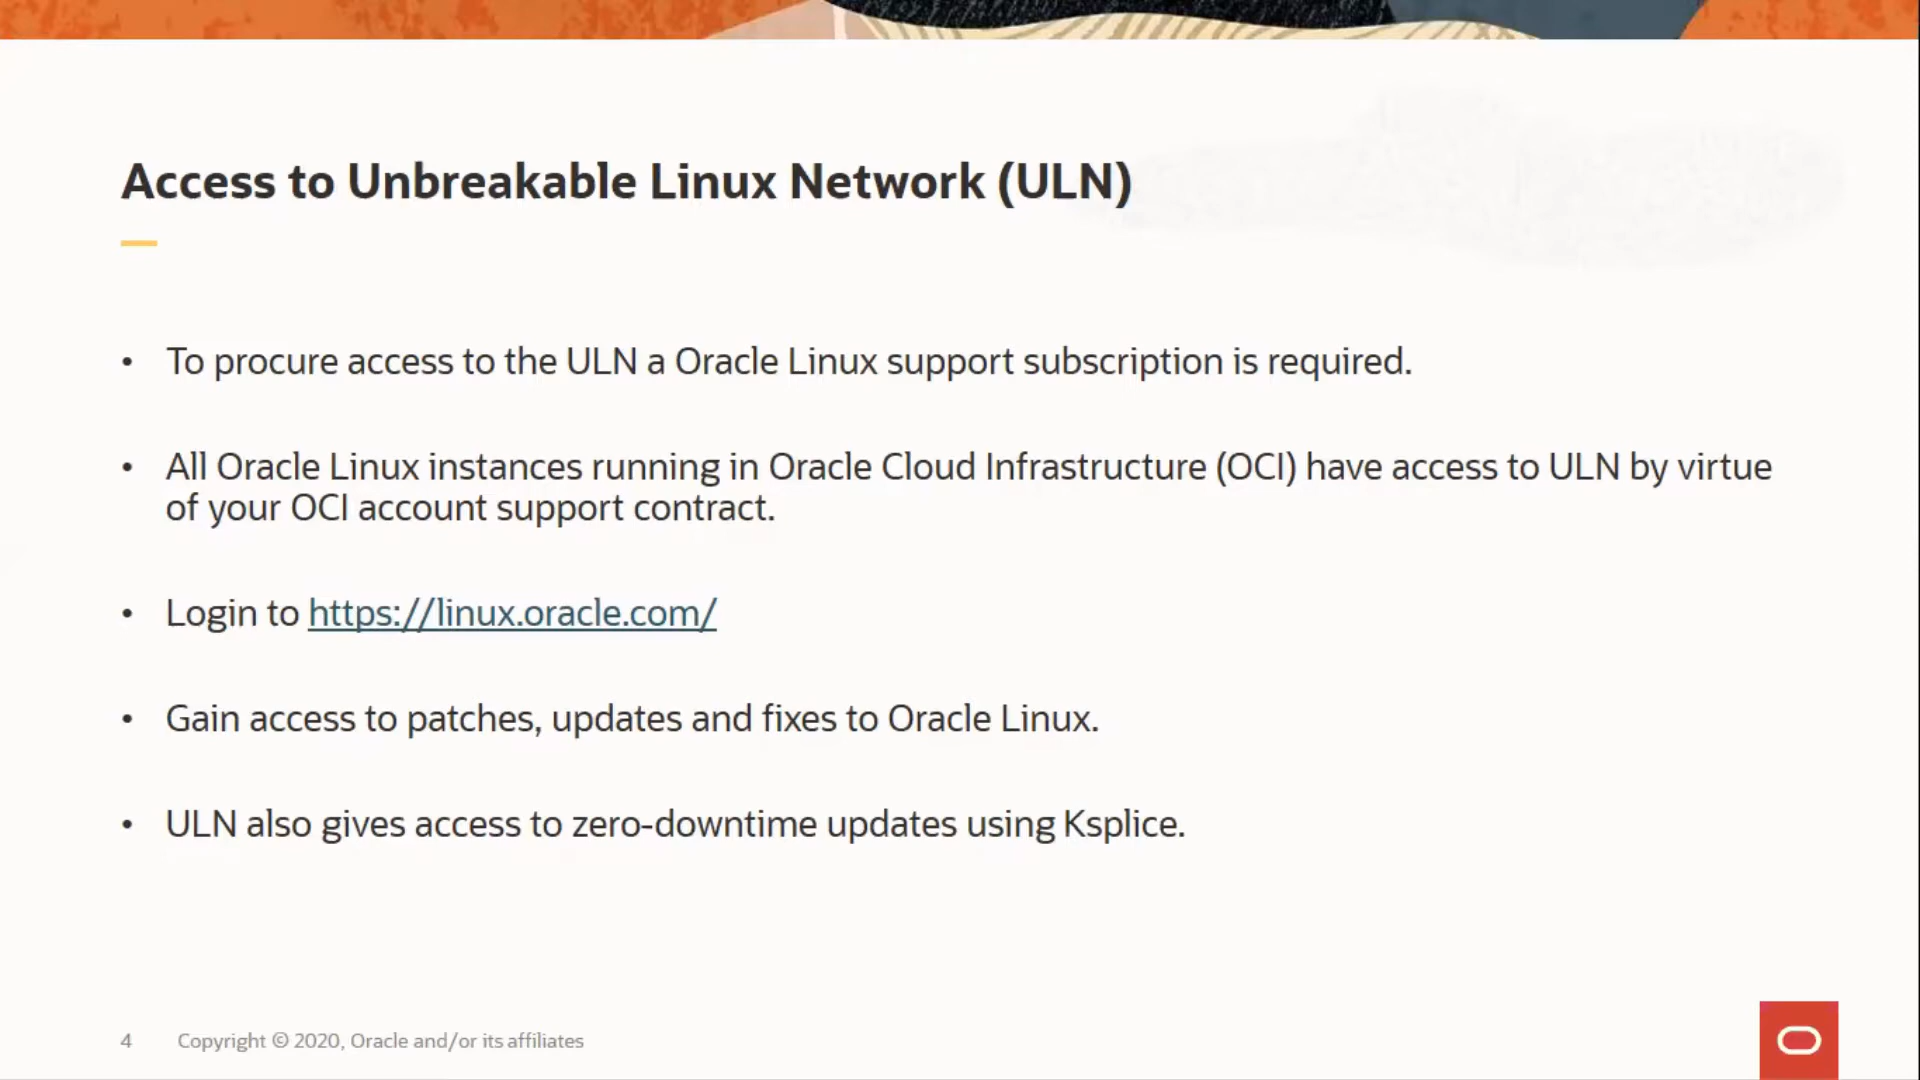 Access to Unbreakable Linux Network (ULN)
• To procure access to the ULN a Oracle Linux support subscription is required.
• All Oracle Linux instances running in Oracle Cloud Infrastructure (OCI) have access to ULN by virtue
of your OCI account support contract.
• Login to https://linux.oracle.com/
• Gain access to patches, updates and fixes to Oracle Linux.
• ULN also gives access to zero-downtime updates using Ksplice.
4 Copyright © 2020, Oracle and/or its affiliates